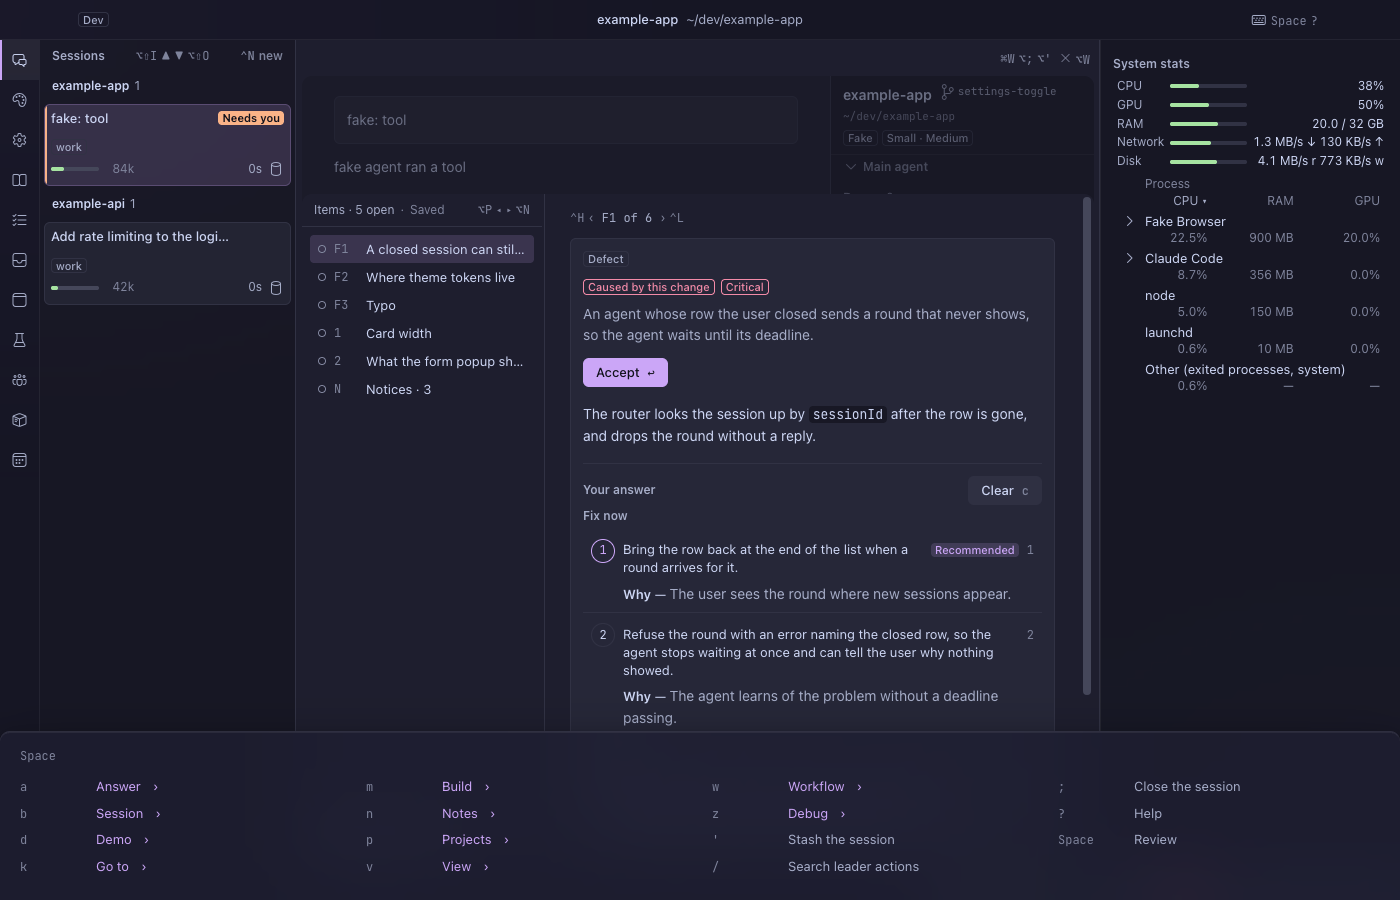 Dev
example-app ~/dev/example-app
Space ?
Sessions ⌥⇧I ▲ ▼ ⌥⇧O ^N new
example-app 1
fake: tool Needs you
work
84k 0s
example-api 1
Add rate limiting to the logi...
work
42k 0s
⌘W ⌥; ⌥' × ⌥W
fake: tool
fake agent ran a tool
example-app settings-toggle
~/dev/example-app
Fake Small · Medium
Main agent
Items · 5 open · Saved ⌥P ◂ ▸ ⌥N
F1 A closed session can stil...
F2 Where theme tokens live
F3 Typo
1 Card width
2 What the form popup sh...
N Notices · 3
^H ‹ F1 of 6 › ^L
Defect
Caused by this change Critical
An agent whose row the user closed sends a round that never shows,
so the agent waits until its deadline.
Accept ↩
The router looks the session up by sessionId after the row is gone,
and drops the round without a reply.
Your answer Clear c
Fix now
1 Bring the row back at the end of the list when a Recommended 1
round arrives for it.
Why — The user sees the round where new sessions appear.
2 Refuse the round with an error naming the closed row, so the 2
agent stops waiting at once and can tell the user why nothing
showed.
Why — The agent learns of the problem without a deadline
passing.
System stats
CPU 38%
GPU 50%
RAM 20.0 / 32 GB
Network 1.3 MB/s ↓ 130 KB/s ↑
Disk 4.1 MB/s r 773 KB/s w
Process
CPU ▾ RAM GPU
Fake Browser
22.5% 900 MB 20.0%
Claude Code
8.7% 356 MB 0.0%
node
5.0% 150 MB 0.0%
launchd
0.6% 10 MB 0.0%
Other (exited processes, system)
0.6% — —
Space
a Answer › m Build › w Workflow › ; Close the session
b Session › n Notes › z Debug › ? Help
d Demo › p Projects › ' Stash the session Space Review
k Go to › v View › / Search leader actions